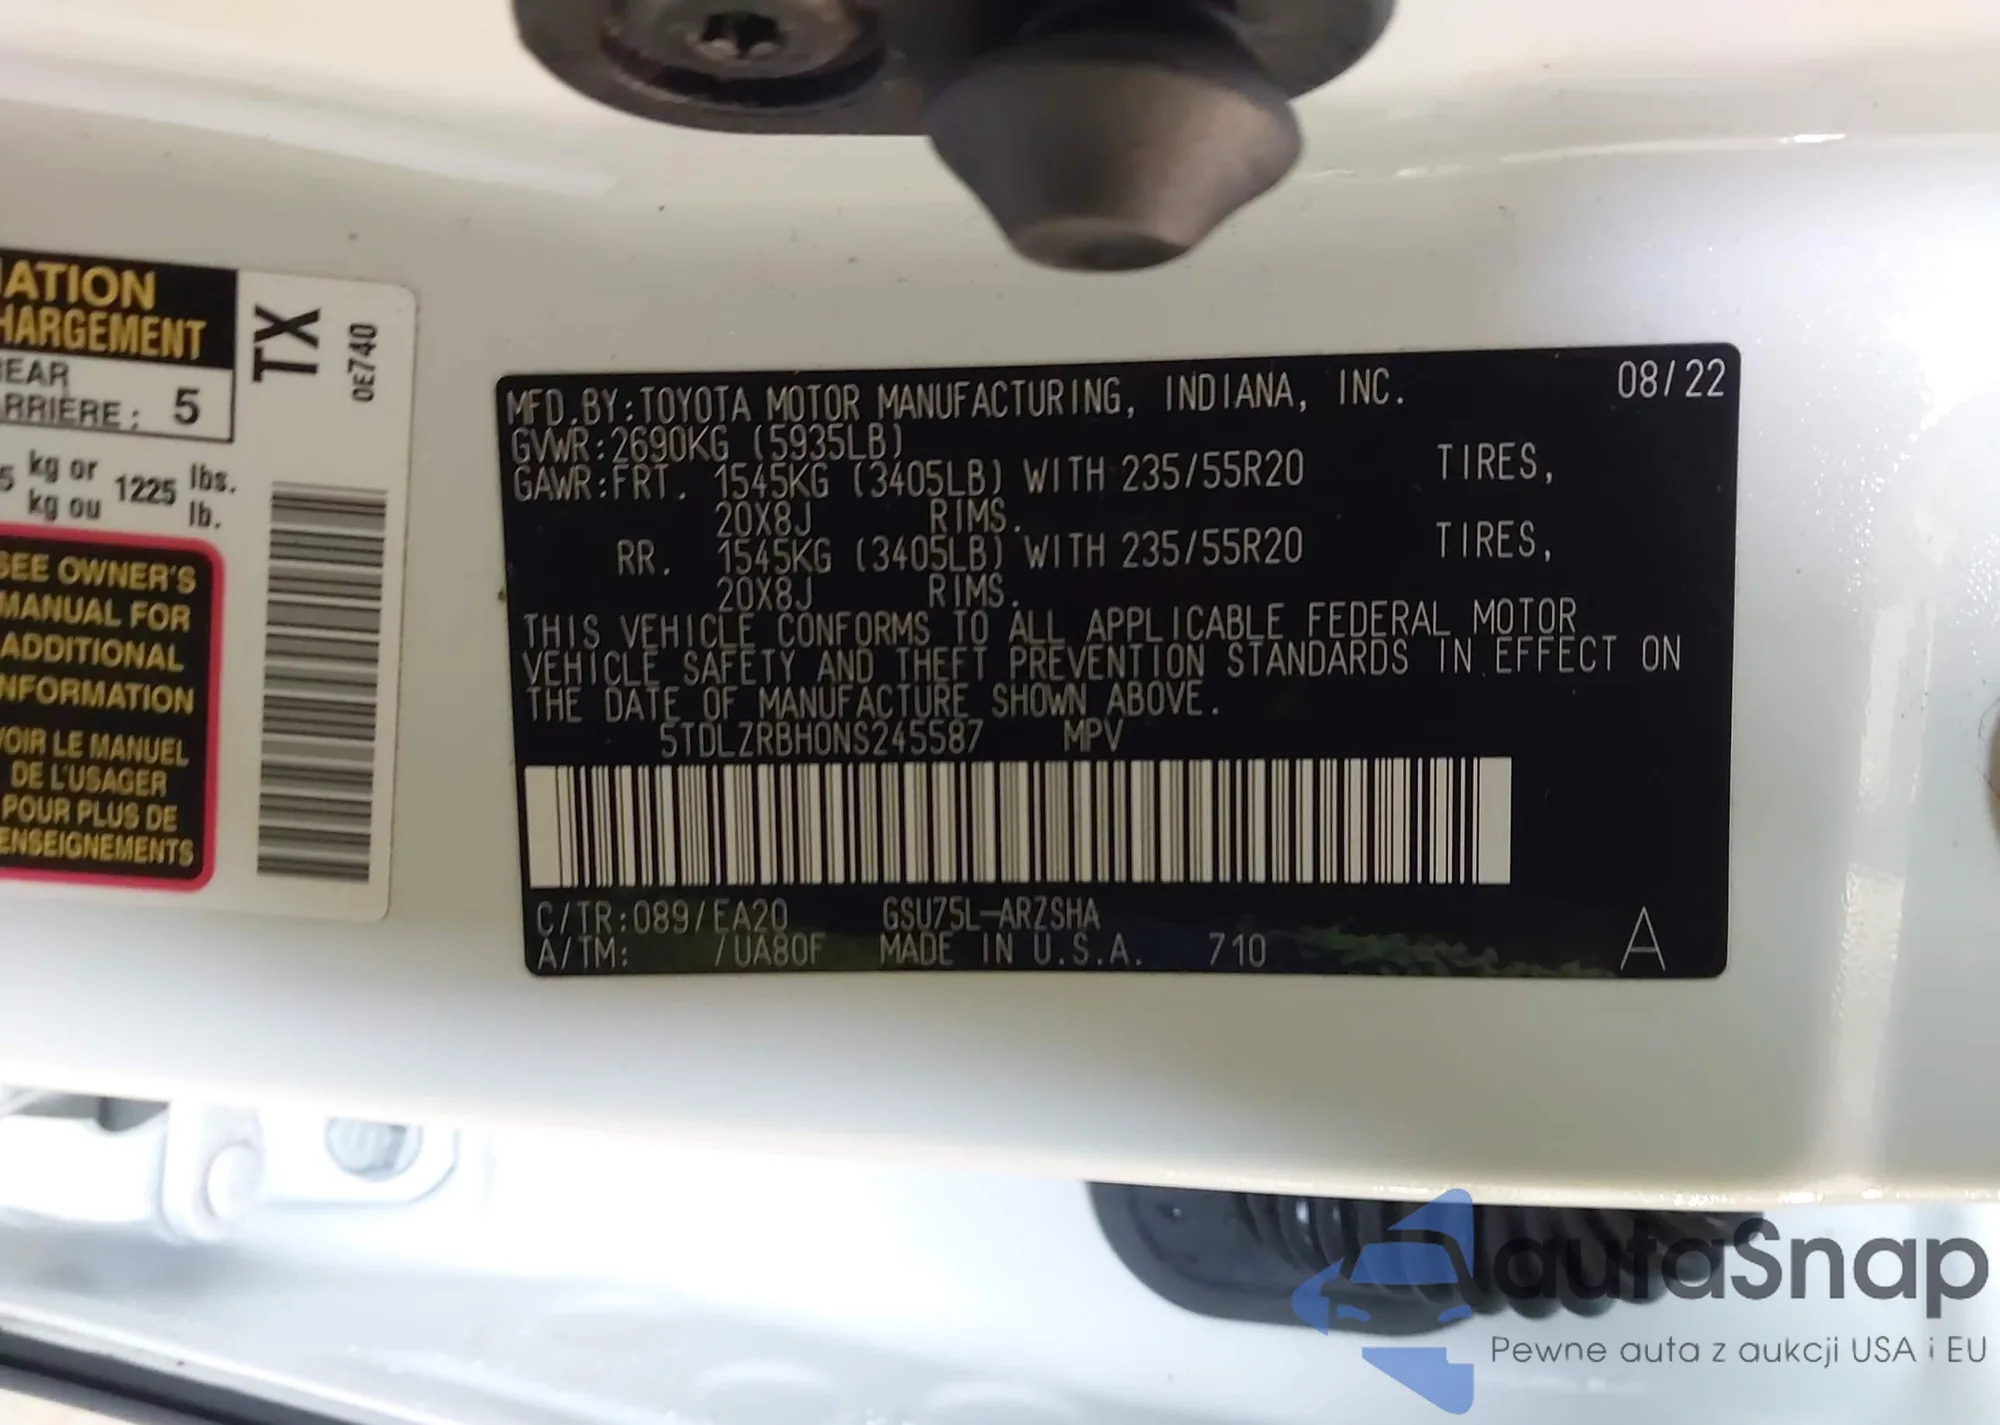 ATION
HARGEMENT
REAR
ARRIÈRE: 5
5 kg or 1225 lbs.
kg ou lb.
SEE OWNER'S
MANUAL FOR
ADDITIONAL
NFORMATION
VOIR LE MANUEL
DE L'USAGER
POUR PLUS DE
ENSEIGNEMENTS
TX
0E740
MFD.BY:TOYOTA MOTOR MANUFACTURING, INDIANA, INC. 08/22
GVWR:2690KG (5935LB)
GAWR:FRT. 1545KG (3405LB) WITH 235/55R20 TIRES,
20X8J RIMS.
RR. 1545KG (3405LB) WITH 235/55R20 TIRES,
20X8J RIMS.
THIS VEHICLE CONFORMS TO ALL APPLICABLE FEDERAL MOTOR
VEHICLE SAFETY AND THEFT PREVENTION STANDARDS IN EFFECT ON
THE DATE OF MANUFACTURE SHOWN ABOVE.
5TDLZRBH0NS245587 MPV
C/TR:089/EA20 GSU75L-ARZSHA
A/TM: /UA80F MADE IN U.S.A. 710 A
autaSnap
Pewne auta z aukcji USA i EU